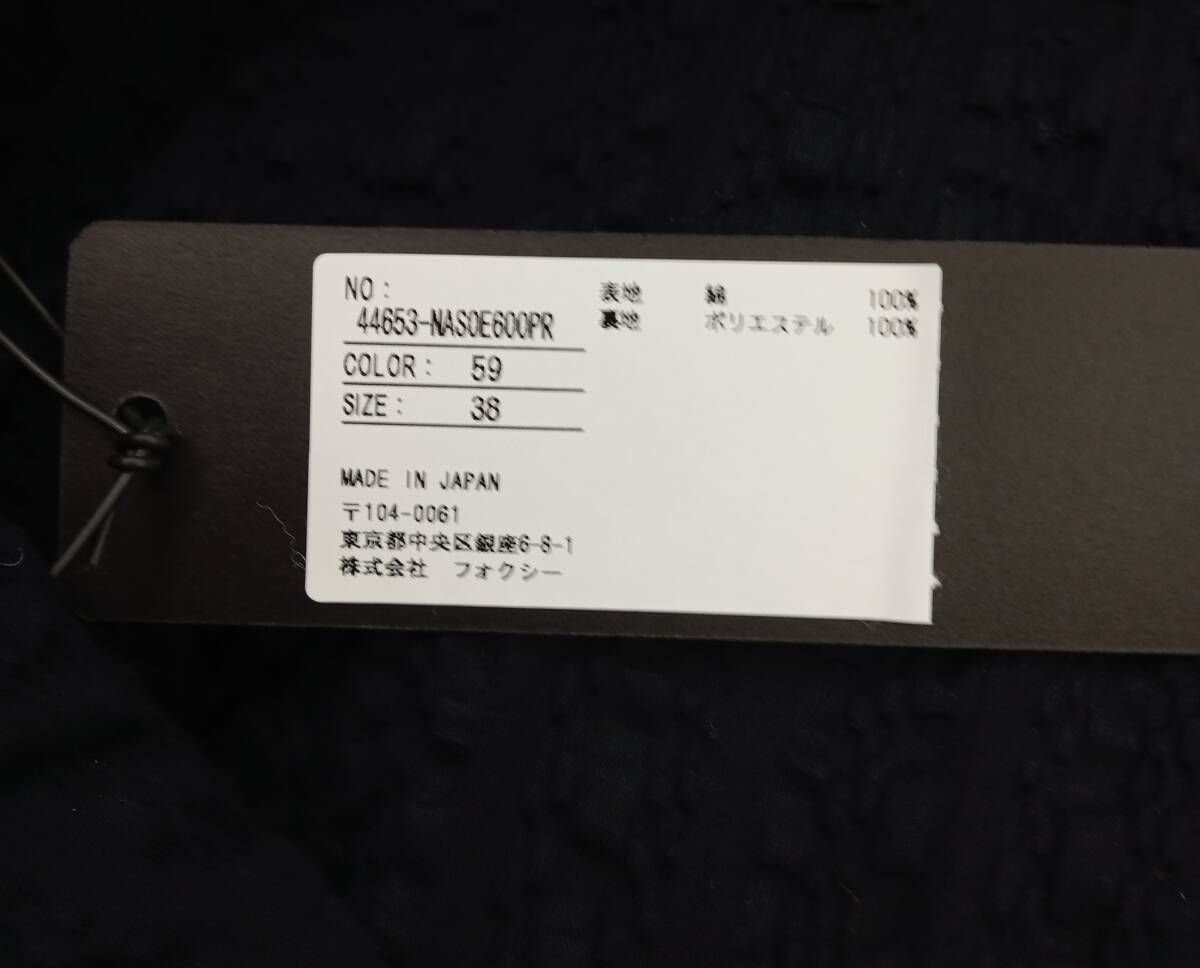 NO:
44653-NASOE600PR
COLOR: 59
SIZE: 38
表地 綿 100%
裏地 ポリエステル 100%
MADE IN JAPAN
〒104-0061
東京都中央区銀座6-8-1
株式会社 フォクシー